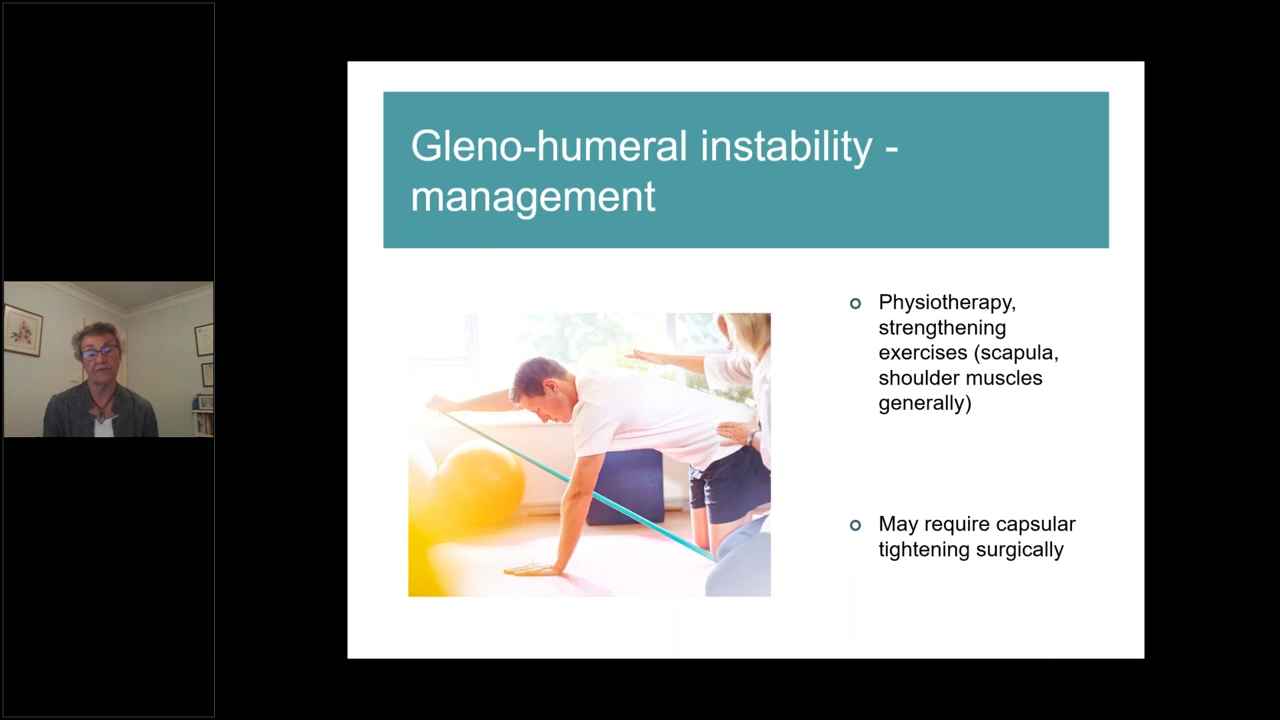 Gleno-humeral instability -
management
Physiotherapy,
strengthening
exercises (scapula,
shoulder muscles
generally)
May require capsular
tightening surgically